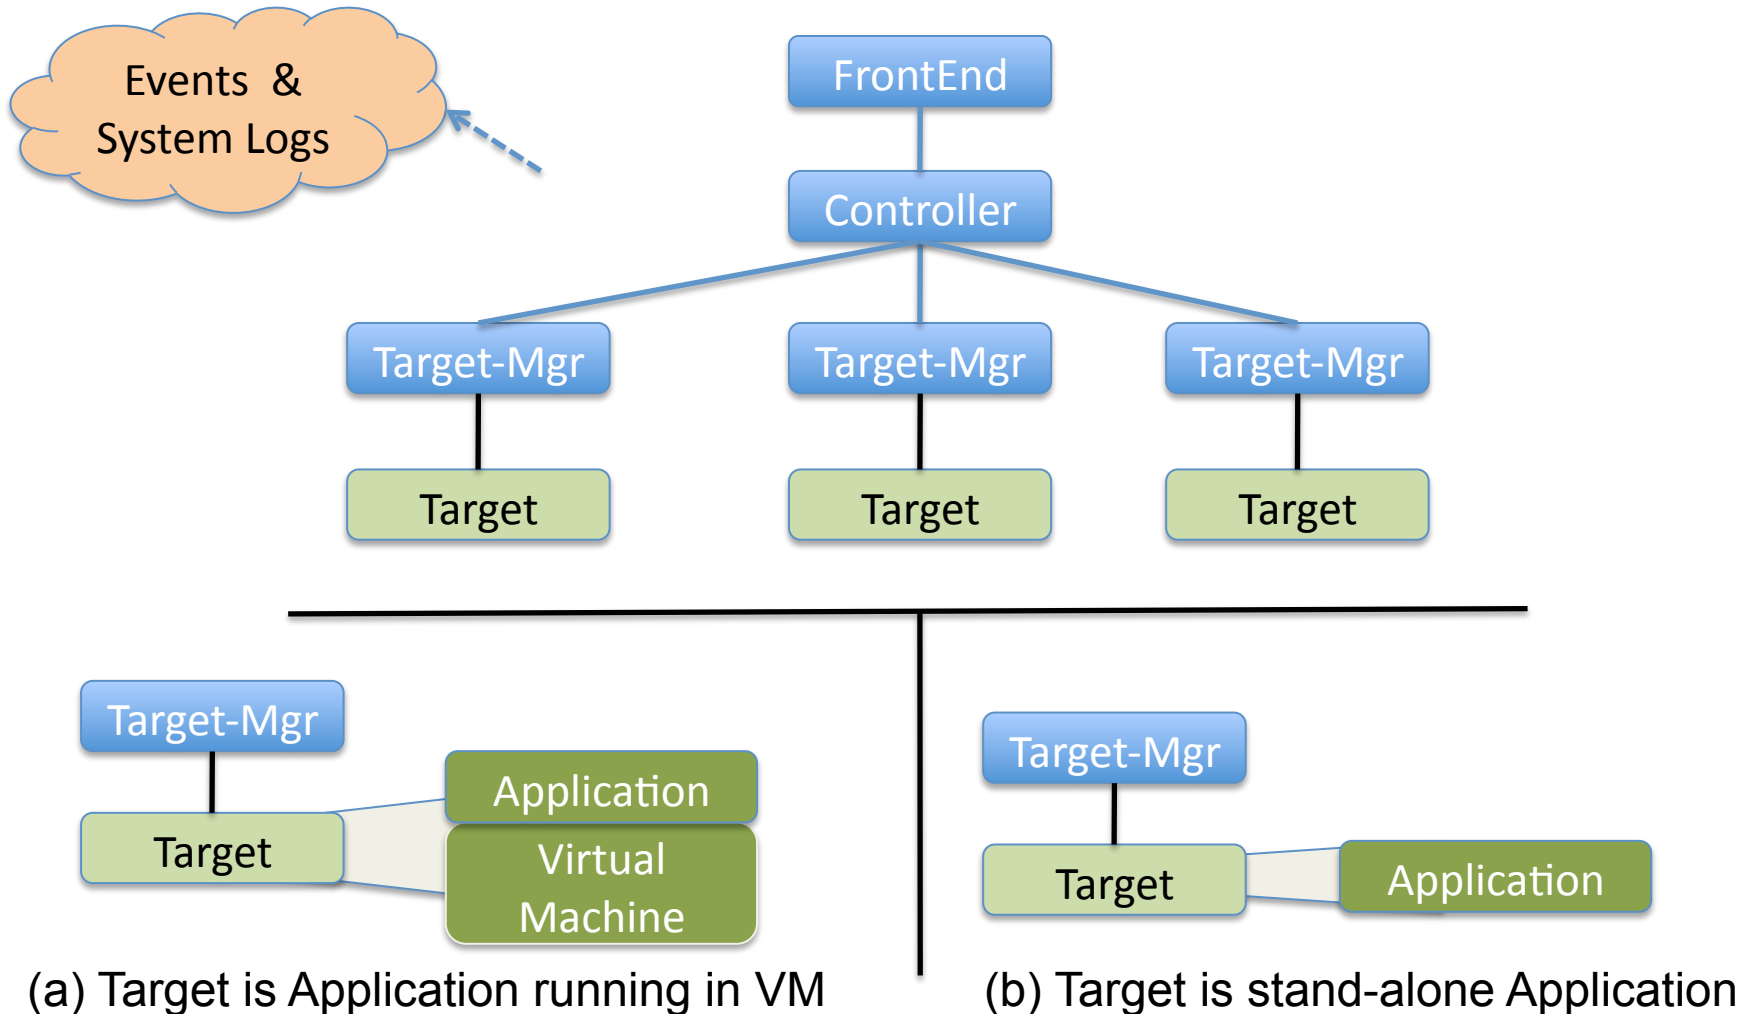 Events &
System Logs
FrontEnd
Controller
Target-Mgr
Target-Mgr
Target-Mgr
Target
Target
Target
Target-Mgr
Target
Application
Virtual
Machine
(a) Target is Application running in VM
Target-Mgr
Target
Application
(b) Target is stand-alone Application